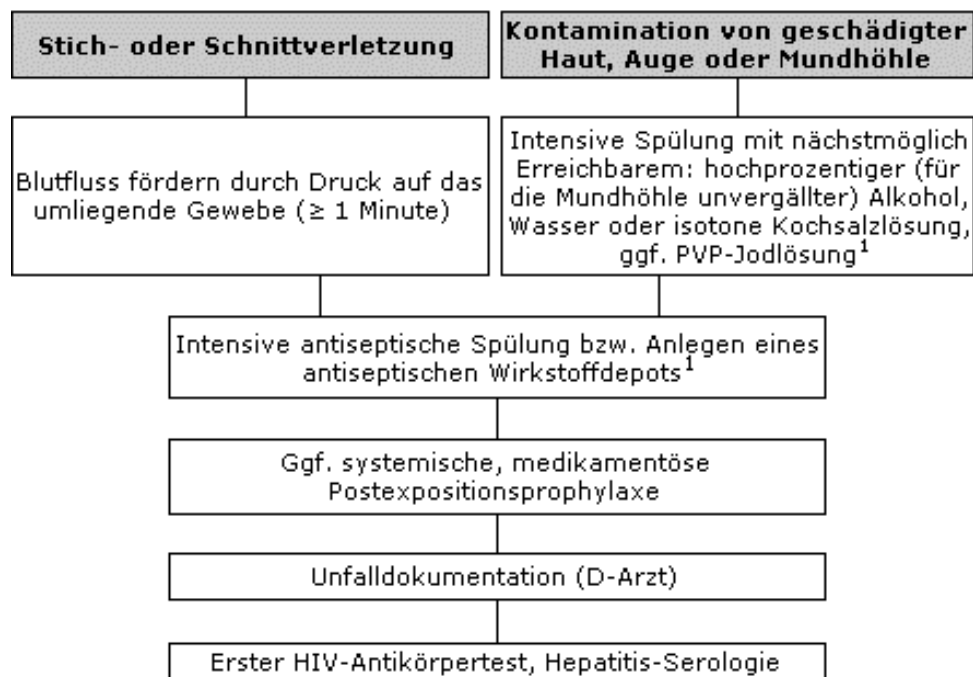 Stich- oder Schnittverletzung
Kontamination von geschädigter
Haut, Auge oder Mundhöhle
Blutfluss fördern durch Druck auf das
umliegende Gewebe (≥ 1 Minute)
Intensive Spülung mit nächstmöglich
Erreichbarem: hochprozentiger (für
die Mundhöhle unvergällter) Alkohol,
Wasser oder isotone Kochsalzlösung,
ggf. PVP-Jodlösung¹
Intensive antiseptische Spülung bzw. Anlegen eines
antiseptischen Wirkstoffdepots¹
Ggf. systemische, medikamentöse
Postexpositionsprophylaxe
Unfalldokumentation (D-Arzt)
Erster HIV-Antikörpertest, Hepatitis-Serologie